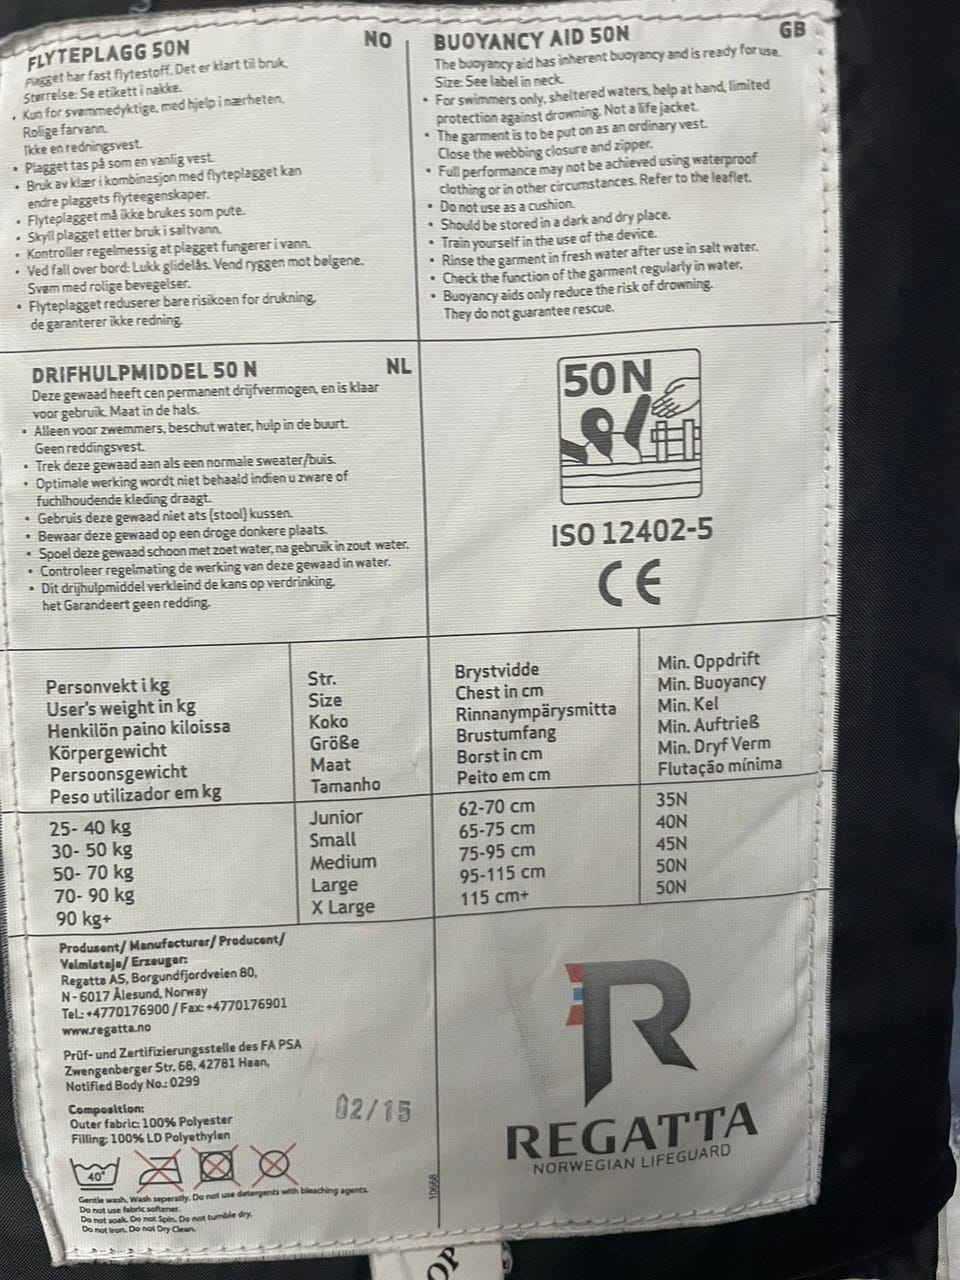 FLYTEPLAGG 50N
NO
Plagget har fast flytestoff. Det er klart til bruk.
Størrelse: Se etikett i nakke.
• Kun for svømmedyktige, med hjelp i nærheten.
Rolige farvann.
Ikke en redningsvest.
• Plagget tas på som en vanlig vest.
• Bruk av klær i kombinasjon med flyteplagget kan
endre plaggets flyteegenskaper.
• Flyteplagget må ikke brukes som pute.
• Skyll plagget etter bruk i saltvann.
• Kontroller regelmessig at plagget fungerer i vann.
• Ved fall over bord: Lukk glidelås. Vend ryggen mot bølgene.
Svøm med rolige bevegelser.
• Flyteplagget reduserer bare risikoen for drukning,
de garanterer ikke redning.
BUOYANCY AID 50N
GB
The buoyancy aid has inherent buoyancy and is ready for use.
Size: See label in neck.
• For swimmers only, sheltered waters, help at hand, limited
protection against drowning. Not a life jacket.
• The garment is to be put on as an ordinary vest.
Close the webbing closure and zipper.
• Full performance may not be achieved using waterproof
clothing or in other circumstances. Refer to the leaflet.
• Do not use as a cushion.
• Should be stored in a dark and dry place.
• Train yourself in the use of the device.
• Rinse the garment in fresh water after use in salt water.
• Check the function of the garment regularly in water.
• Buoyancy aids only reduce the risk of drowning.
They do not guarantee rescue.
DRIFHULPMIDDEL 50 N
NL
Deze gewaad heeft cen permanent drijfvermogen, en is klaar
voor gebruik. Maat in de hals.
• Alleen voor zwemmers, beschut water, hulp in de buurt.
Geen reddingsvest.
• Trek deze gewaad aan als een normale sweater/buis.
• Optimale werking wordt niet behaald indien u zware of
fuchlhoudende kleding draagt.
• Gebruis deze gewaad niet ats (stool) kussen.
• Bewaar deze gewaad op een droge donkere plaats.
• Spoel deze gewaad schoon met zoet water, na gebruik in zout water.
• Controleer regelmating de werking van deze gewaad in water.
• Dit drijhulpmiddel verkleind de kans op verdrinking,
het Garandeert geen redding.
50N
ISO 12402-5
CE
Personvekt i kg
User's weight in kg
Henkilön paino kiloissa
Körpergewicht
Persoonsgewicht
Peso utilizador em kg
Str.
Size
Koko
Größe
Maat
Tamanho
Brystvidde
Chest in cm
Rinnanympärysmitta
Brustumfang
Borst in cm
Peito em cm
Min. Oppdrift
Min. Buoyancy
Min. Kel
Min. Auftrieß
Min. Dryf Verm
Flutação mínima
25- 40 kg Junior 62-70 cm 35N
30- 50 kg Small 65-75 cm 40N
50- 70 kg Medium 75-95 cm 45N
70- 90 kg Large 95-115 cm 50N
90 kg+ X Large 115 cm+ 50N
Produsent/ Manufacturer/ Producent/
Valmistaja/ Erzeuger:
Regatta AS, Borgundfjordveien 80,
N - 6017 Ålesund, Norway
Tel.: +4770176900 / Fax: +4770176901
www.regatta.no
Prüf- und Zertifizierungsstelle des FA PSA
Zwengenberger Str. 68, 42781 Haan,
Notified Body No.: 0299
02/15
Composition:
Outer fabric: 100% Polyester
Filling: 100% LD Polyethylen
40°
Gentle wash. Wash seperatly. Do not use detergents with bleaching agents.
Do not use fabric softener.
Do not soak. Do not Spin. Do not tumble dry.
Do not Iron. Do not Dry Clean.
10668
R
REGATTA
NORWEGIAN LIFEGUARD
OP